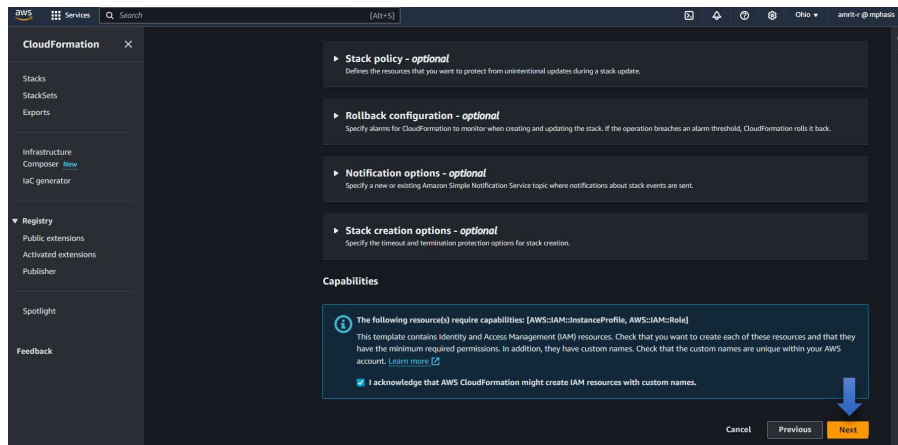 aws Services Search [Alt+S] Ohio amrit-r @ mphasis
CloudFormation
Stacks
StackSets
Exports
Infrastructure
Composer New
IaC generator
Registry
Public extensions
Activated extensions
Publisher
Spotlight
Feedback
Stack policy - optional
Defines the resources that you want to protect from unintentional updates during a stack update.
Rollback configuration - optional
Specify alarms for CloudFormation to monitor when creating and updating the stack. If the operation breaches an alarm threshold, CloudFormation rolls it back.
Notification options - optional
Specify a new or existing Amazon Simple Notification Service topic where notifications about stack events are sent.
Stack creation options - optional
Specify the timeout and termination protection options for stack creation.
Capabilities
The following resource(s) require capabilities: [AWS::IAM::InstanceProfile, AWS::IAM::Role]
This template contains Identity and Access Management (IAM) resources. Check that you want to create each of these resources and that they
have the minimum required permissions. In addition, they have custom names. Check that the custom names are unique within your AWS
account. Learn more
I acknowledge that AWS CloudFormation might create IAM resources with custom names.
Cancel Previous Next